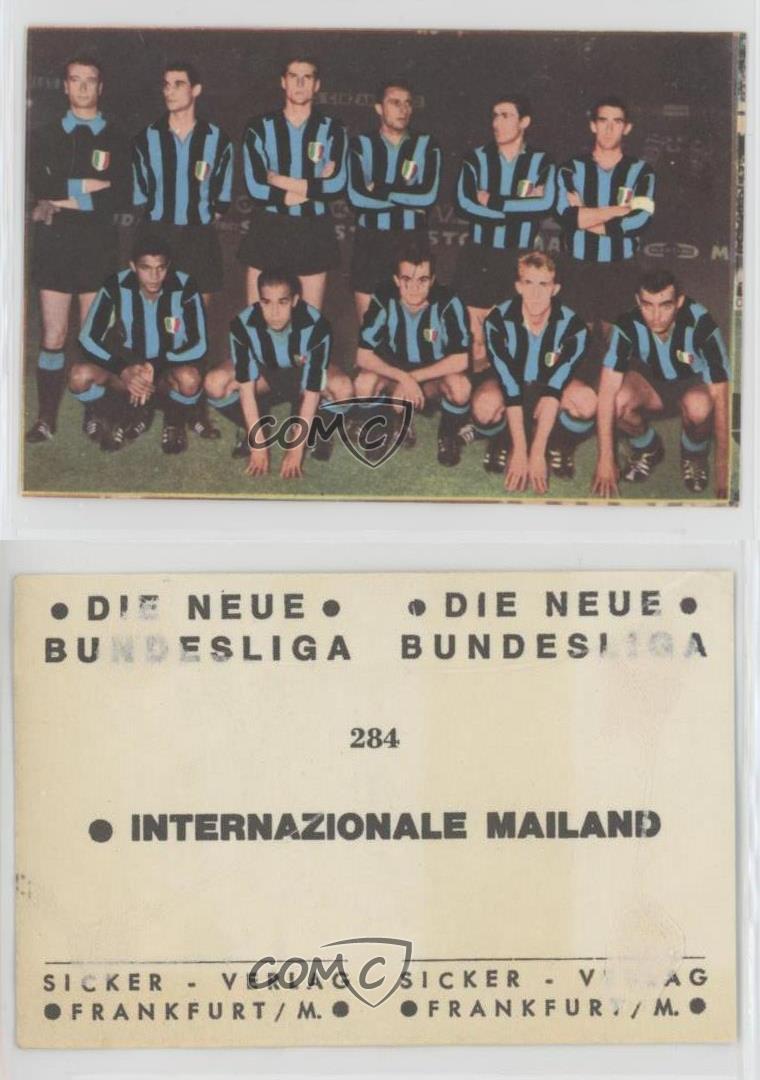 COMC
● DIE NEUE ● ● DIE NEUE ●
BUNDESLIGA BUNDESLIGA
284
● INTERNAZIONALE MAILAND
SICKER - VERLAG SICKER - VERLAG
●FRANKFURT/M.● ●FRANKFURT/M.●
COMC